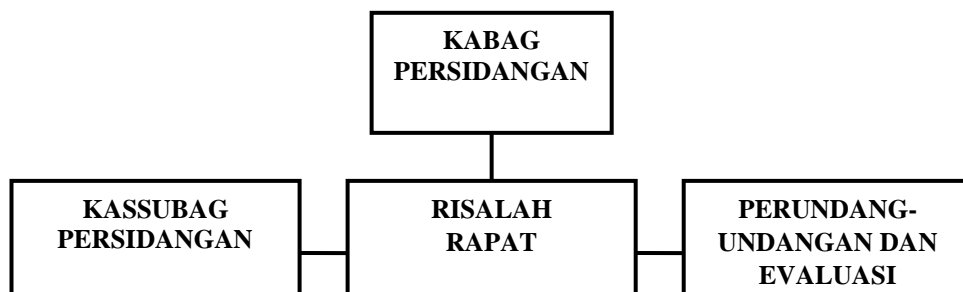 KABAG
PERSIDANGAN
KASSUBAG
PERSIDANGAN
RISALAH
RAPAT
PERUNDANG-
UNDANGAN DAN
EVALUASI